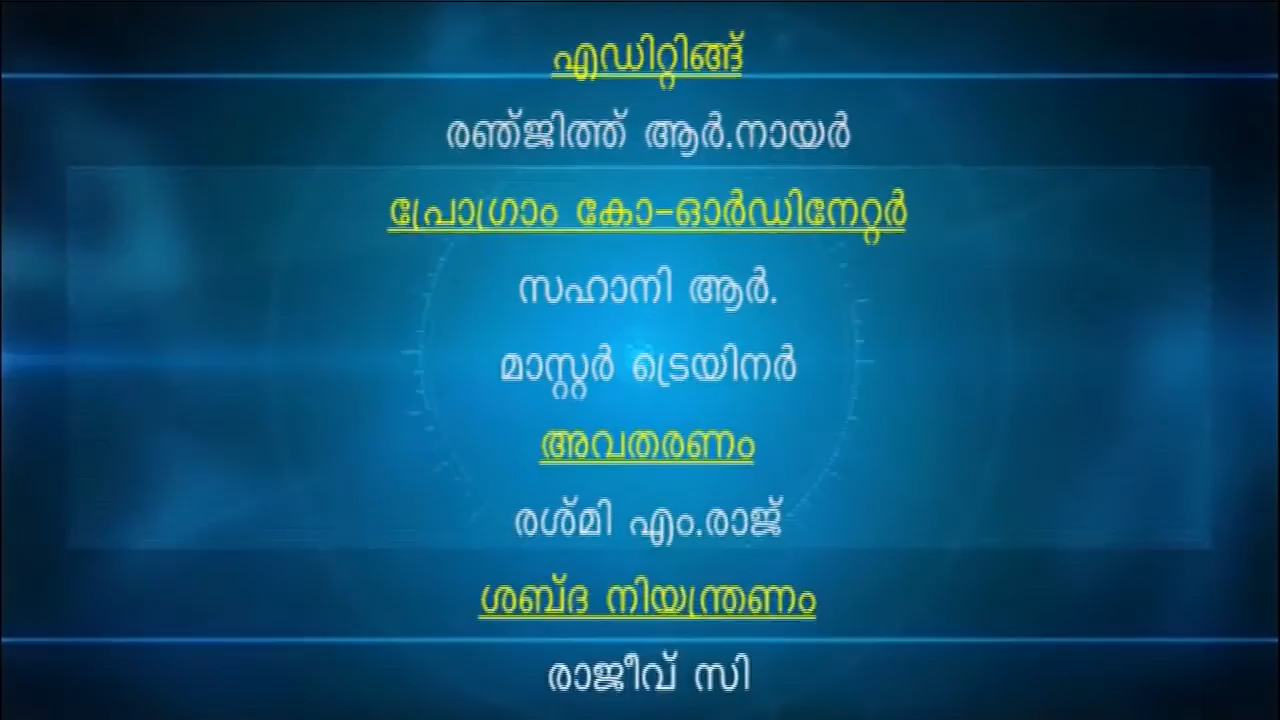 എഡിറ്റിങ്ങ്
രഞ്ജിത്ത് ആർ.നായർ
പ്രോഗ്രാം കോ-ഓർഡിനേറ്റർ
സഹാനി ആർ.
മാസ്റ്റർ ട്രെയിനർ
അവതരണം
രശ്മി എം.രാജ്
ശബ്ദ നിയന്ത്രണം
രാജീവ് സി